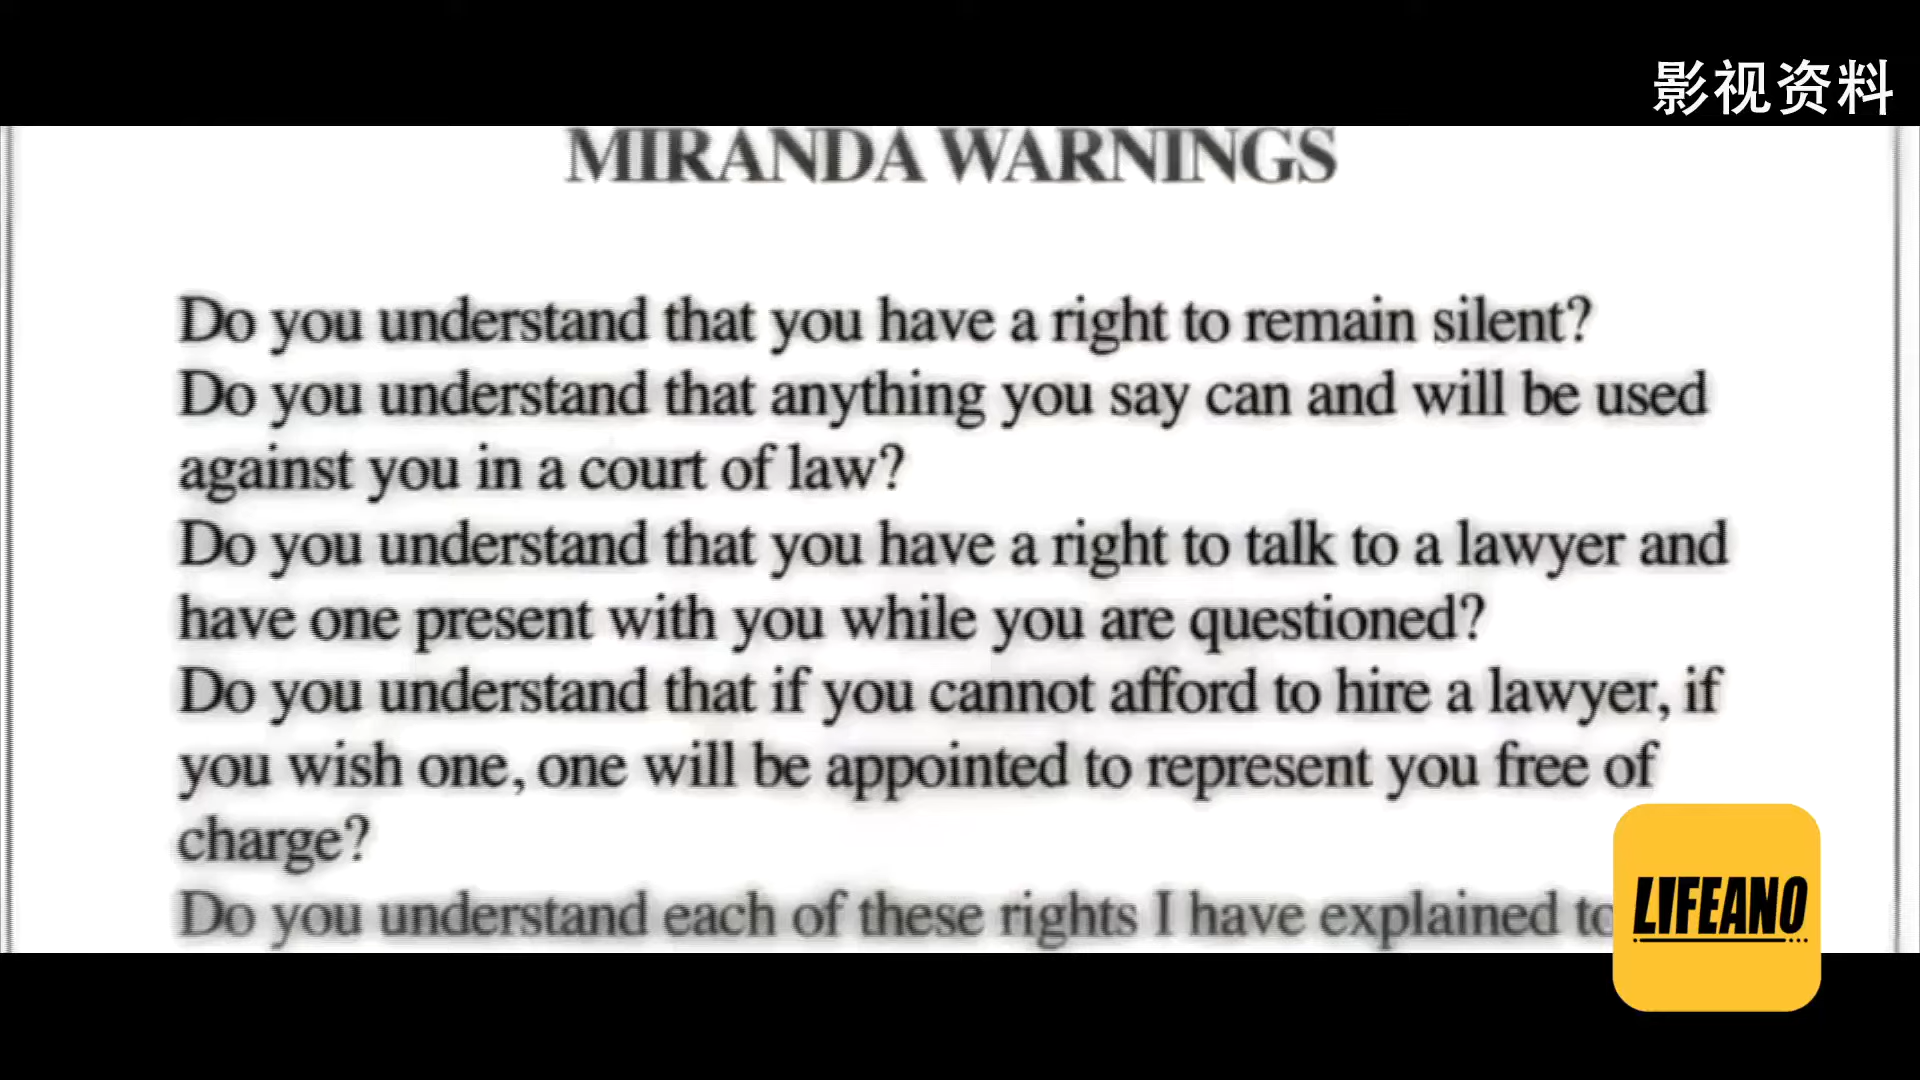 影视资料
MIRANDA WARNINGS
Do you understand that you have a right to remain silent?
Do you understand that anything you say can and will be used
against you in a court of law?
Do you understand that you have a right to talk to a lawyer and
have one present with you while you are questioned?
Do you understand that if you cannot afford to hire a lawyer, if
you wish one, one will be appointed to represent you free of
charge?
Do you understand each of these rights I have explained to
LIFEANO